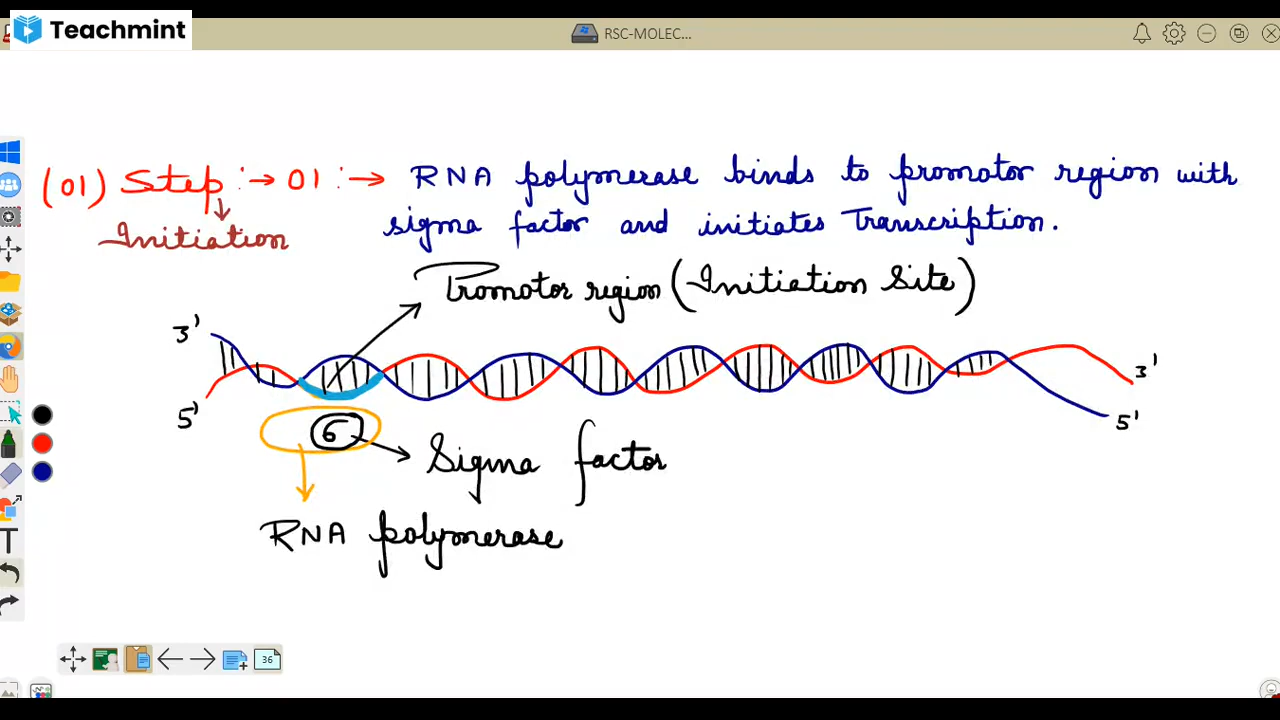 Teachmint
RSC-MOLEC...
(01) Step :→ 01 :→ RNA polymerase binds to promotor region with
Initiation
sigma factor and initiates Transcription.
Promotor region (Initiation Site)
3'
3'
5'
5'
6 → Sigma factor
RNA polymerase
T
36